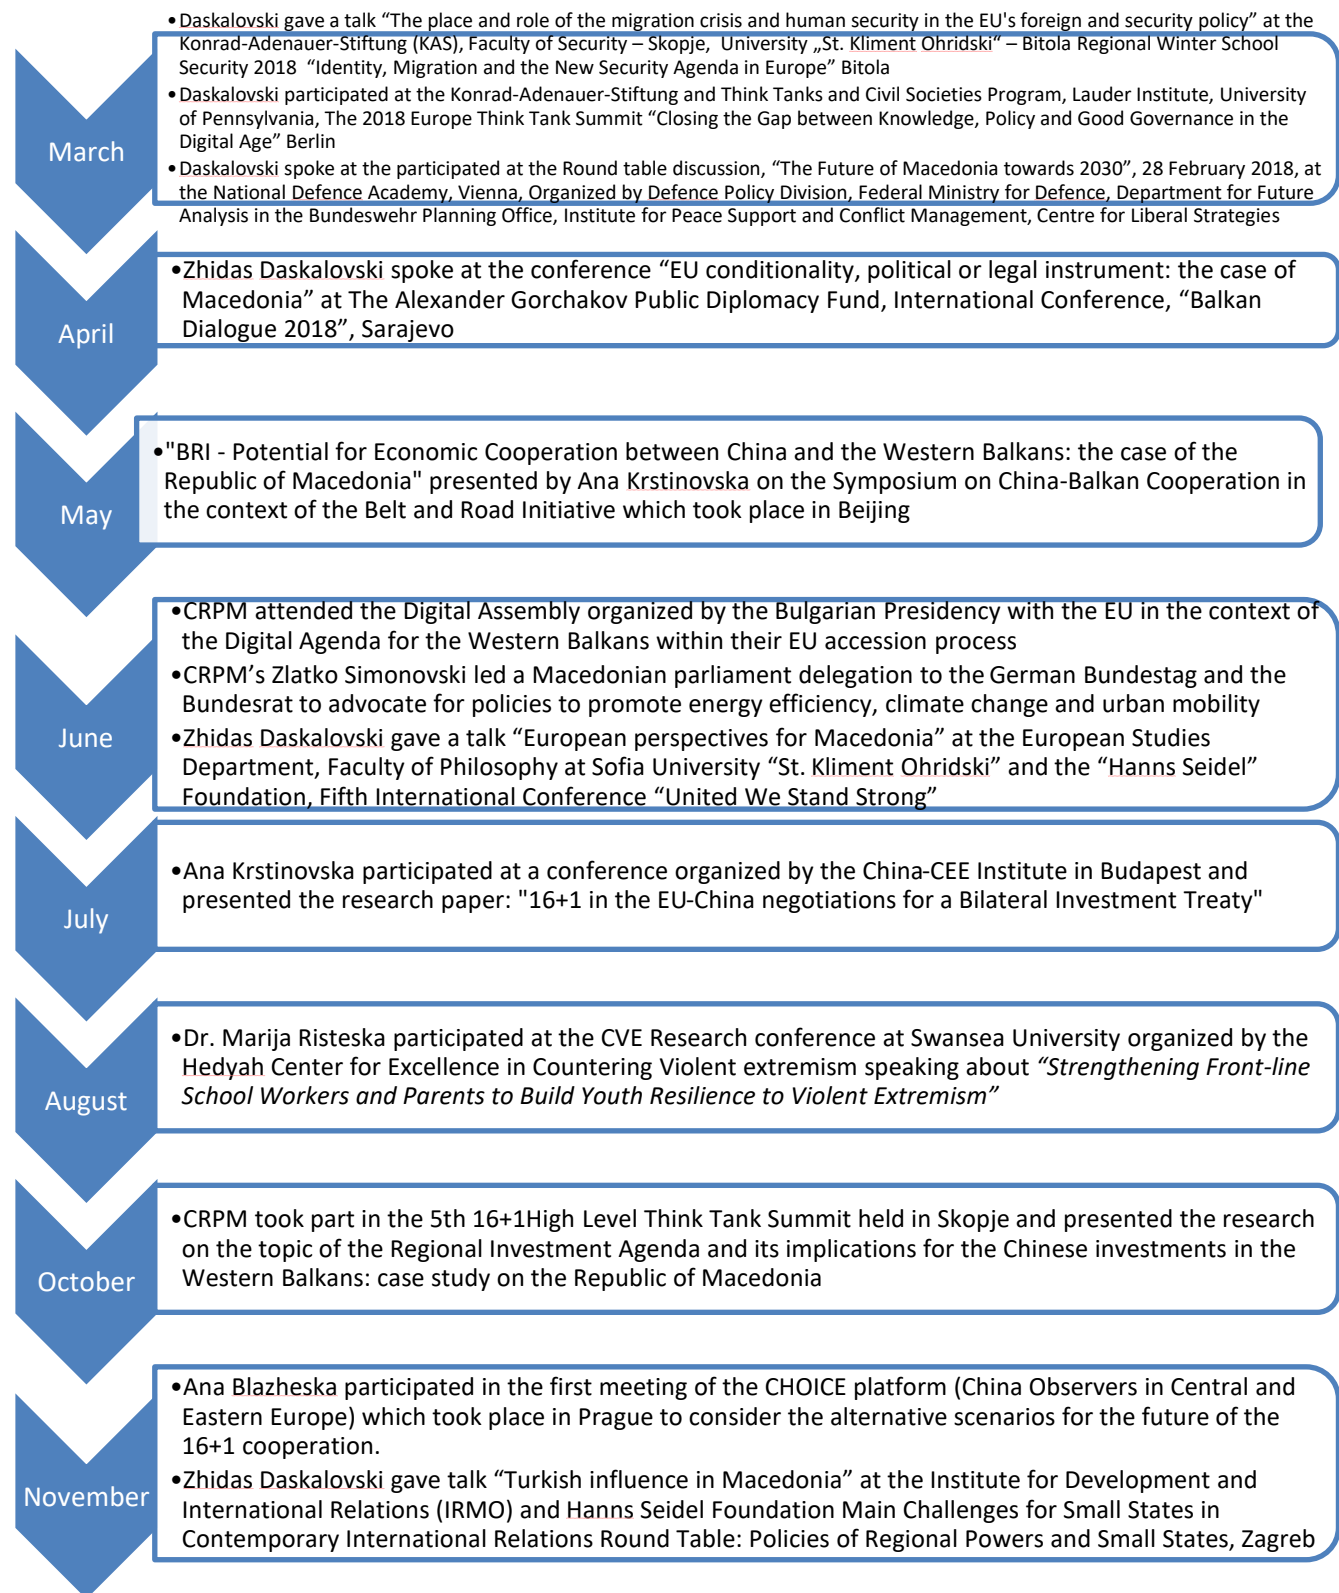 •Daskalovski gave a talk “The place and role of the migration crisis and human security in the EU's foreign and security policy” at the
Konrad-Adenauer-Stiftung (KAS), Faculty of Security – Skopje, University „St. Kliment Ohridski“ – Bitola Regional Winter School
Security 2018 “Identity, Migration and the New Security Agenda in Europe” Bitola
•Daskalovski participated at the Konrad-Adenauer-Stiftung and Think Tanks and Civil Societies Program, Lauder Institute, University
of Pennsylvania, The 2018 Europe Think Tank Summit “Closing the Gap between Knowledge, Policy and Good Governance in the
Digital Age” Berlin
March
•Daskalovski spoke at the participated at the Round table discussion, “The Future of Macedonia towards 2030”, 28 February 2018, at
the National Defence Academy, Vienna, Organized by Defence Policy Division, Federal Ministry for Defence, Department for Future
Analysis in the Bundeswehr Planning Office, Institute for Peace Support and Conflict Management, Centre for Liberal Strategies
April
•Zhidas Daskalovski spoke at the conference “EU conditionality, political or legal instrument: the case of
Macedonia” at The Alexander Gorchakov Public Diplomacy Fund, International Conference, “Balkan
Dialogue 2018”, Sarajevo
May
•"BRI - Potential for Economic Cooperation between China and the Western Balkans: the case of the
Republic of Macedonia" presented by Ana Krstinovska on the Symposium on China-Balkan Cooperation in
the context of the Belt and Road Initiative which took place in Beijing
June
•CRPM attended the Digital Assembly organized by the Bulgarian Presidency with the EU in the context of
the Digital Agenda for the Western Balkans within their EU accession process
•CRPM’s Zlatko Simonovski led a Macedonian parliament delegation to the German Bundestag and the
Bundesrat to advocate for policies to promote energy efficiency, climate change and urban mobility
•Zhidas Daskalovski gave a talk “European perspectives for Macedonia” at the European Studies
Department, Faculty of Philosophy at Sofia University “St. Kliment Ohridski” and the “Hanns Seidel”
Foundation, Fifth International Conference “United We Stand Strong”
July
•Ana Krstinovska participated at a conference organized by the China-CEE Institute in Budapest and
presented the research paper: "16+1 in the EU-China negotiations for a Bilateral Investment Treaty"
August
•Dr. Marija Risteska participated at the CVE Research conference at Swansea University organized by the
Hedyah Center for Excellence in Countering Violent extremism speaking about “Strengthening Front-line
School Workers and Parents to Build Youth Resilience to Violent Extremism”
October
•CRPM took part in the 5th 16+1High Level Think Tank Summit held in Skopje and presented the research
on the topic of the Regional Investment Agenda and its implications for the Chinese investments in the
Western Balkans: case study on the Republic of Macedonia
November
•Ana Blazheska participated in the first meeting of the CHOICE platform (China Observers in Central and
Eastern Europe) which took place in Prague to consider the alternative scenarios for the future of the
16+1 cooperation.
•Zhidas Daskalovski gave talk “Turkish influence in Macedonia” at the Institute for Development and
International Relations (IRMO) and Hanns Seidel Foundation Main Challenges for Small States in
Contemporary International Relations Round Table: Policies of Regional Powers and Small States, Zagreb